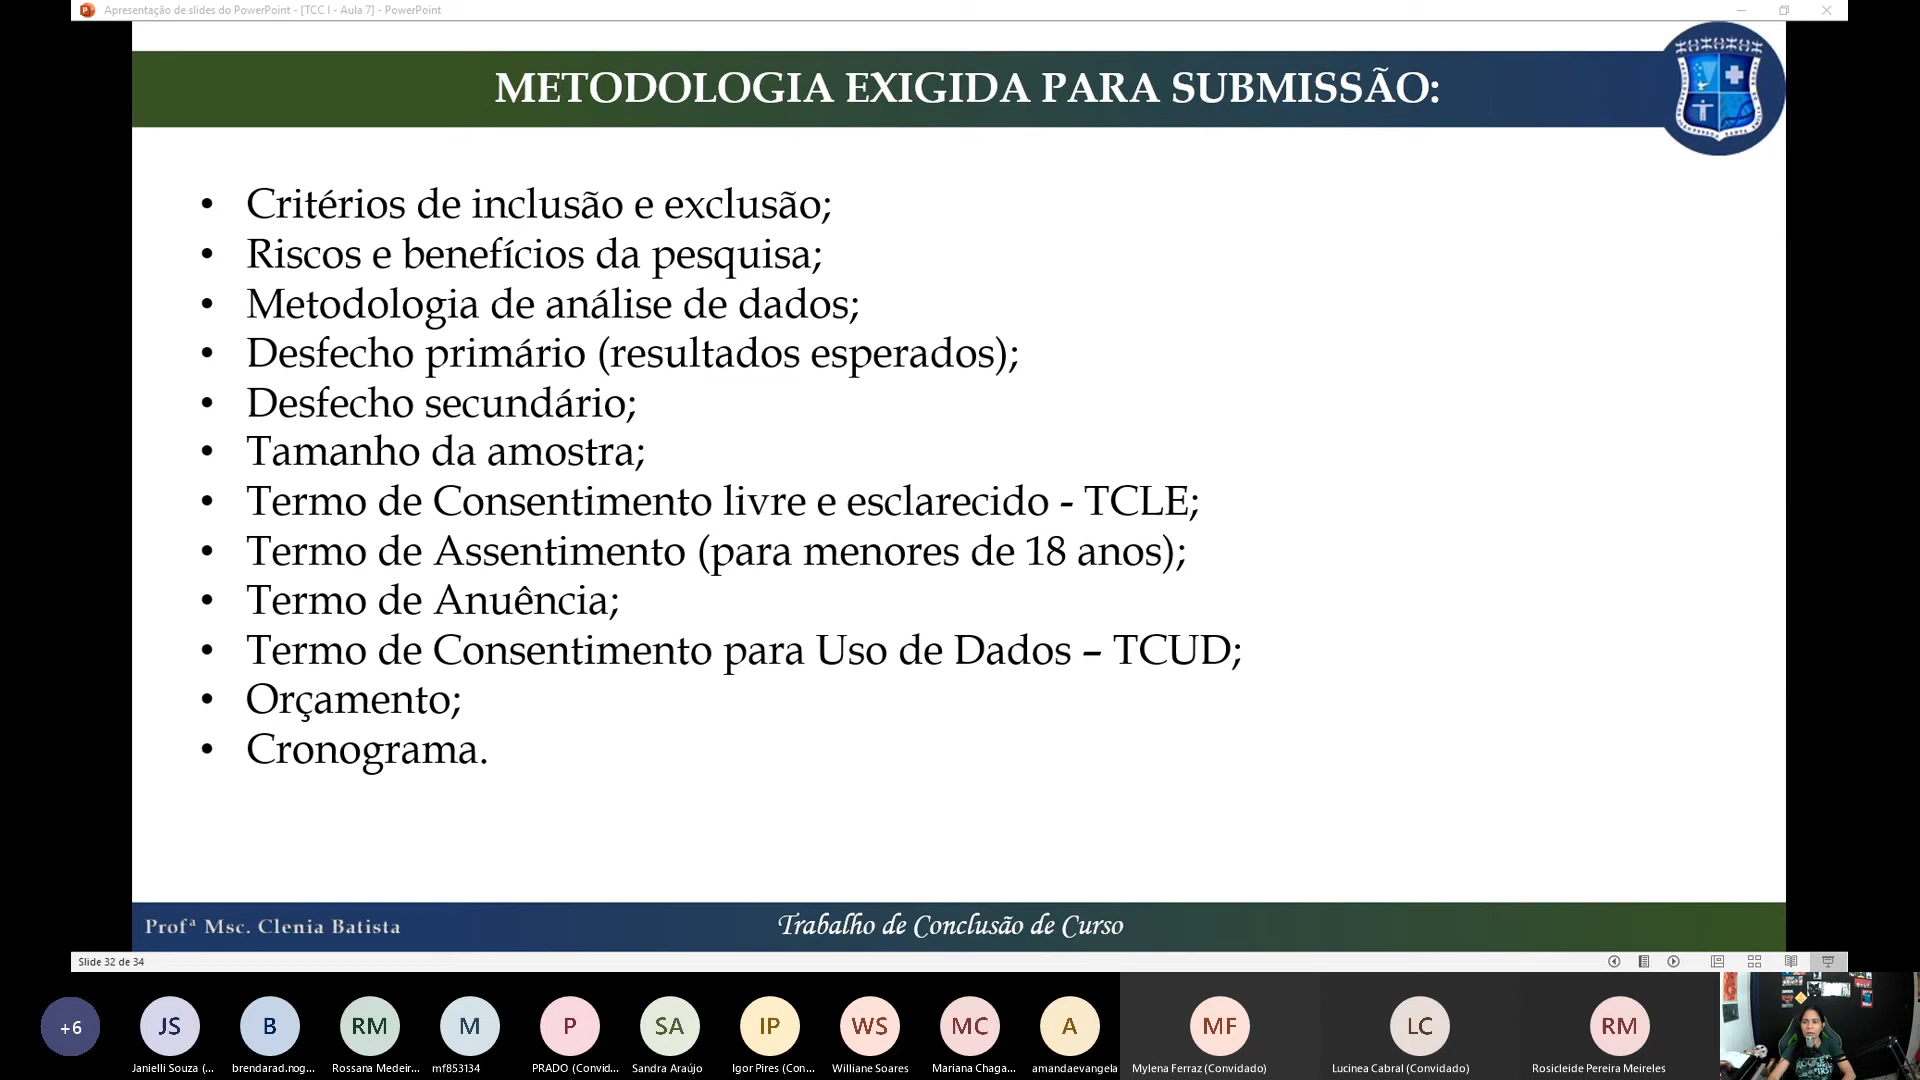 Apresentação de slides do PowerPoint - [TCC I - Aula 7] - PowerPoint
METODOLOGIA EXIGIDA PARA SUBMISSÃO:
• Critérios de inclusão e exclusão;
• Riscos e benefícios da pesquisa;
• Metodologia de análise de dados;
• Desfecho primário (resultados esperados);
• Desfecho secundário;
• Tamanho da amostra;
• Termo de Consentimento livre e esclarecido - TCLE;
• Termo de Assentimento (para menores de 18 anos);
• Termo de Anuência;
• Termo de Consentimento para Uso de Dados – TCUD;
• Orçamento;
• Cronograma.
Profª Msc. Clenia Batista
Trabalho de Conclusão de Curso
Slide 32 de 34
+6 JS B RM M P SA IP WS MC A MF LC RM
Janielli Souza (... brendarad.nog... Rossana Medeir... mf853134 PRADO (Convid... Sandra Araújo Igor Pires (Con... Williane Soares Mariana Chaga... amandaevangela Mylena Ferraz (Convidado) Lucinea Cabral (Convidado) Rosicleide Pereira Meireles